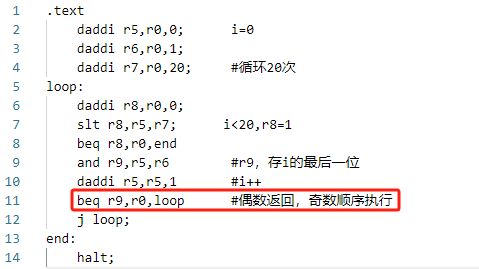 1 .text
2 daddi r5,r0,0; i=0
3 daddi r6,r0,1;
4 daddi r7,r0,20; #循环20次
5 loop:
6 daddi r8,r0,0;
7 slt r8,r5,r7; i<20,r8=1
8 beq r8,r0,end
9 and r9,r5,r6 #r9，存i的最后一位
10 daddi r5,r5,1 #i++
11 beq r9,r0,loop #偶数返回，奇数顺序执行
12 j loop;
13 end:
14 halt;